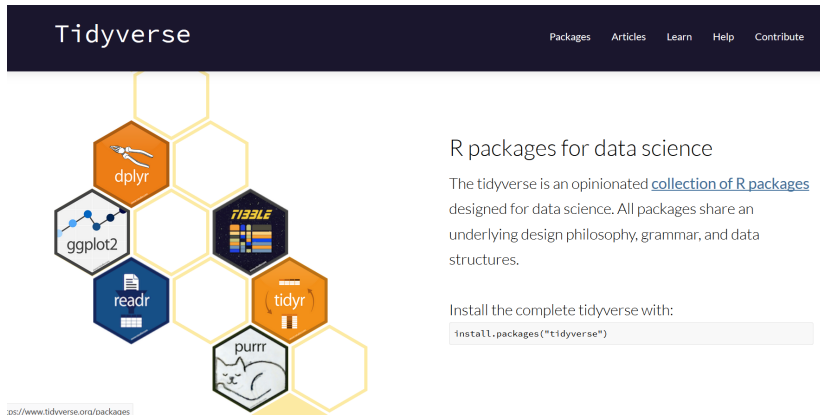 Tidyverse
Packages Articles Learn Help Contribute
dplyr
ggplot2
TIBBLE
readr
tidyr
purrr
R packages for data science
The tidyverse is an opinionated collection of R packages
designed for data science. All packages share an
underlying design philosophy, grammar, and data
structures.
Install the complete tidyverse with:
install.packages("tidyverse")
ps://www.tidyverse.org/packages